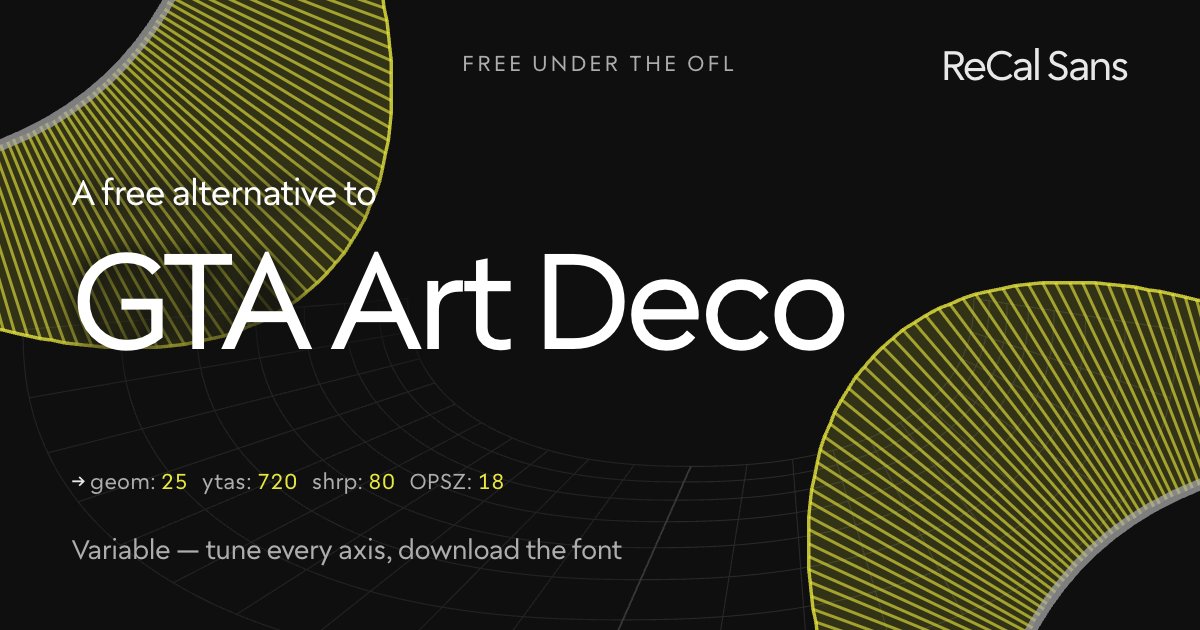 FREE UNDER THE OFL
ReCal Sans
A free alternative to
GTA Art Deco
→ geom: 25 ytas: 720 shrp: 80 OPSZ: 18
Variable — tune every axis, download the font